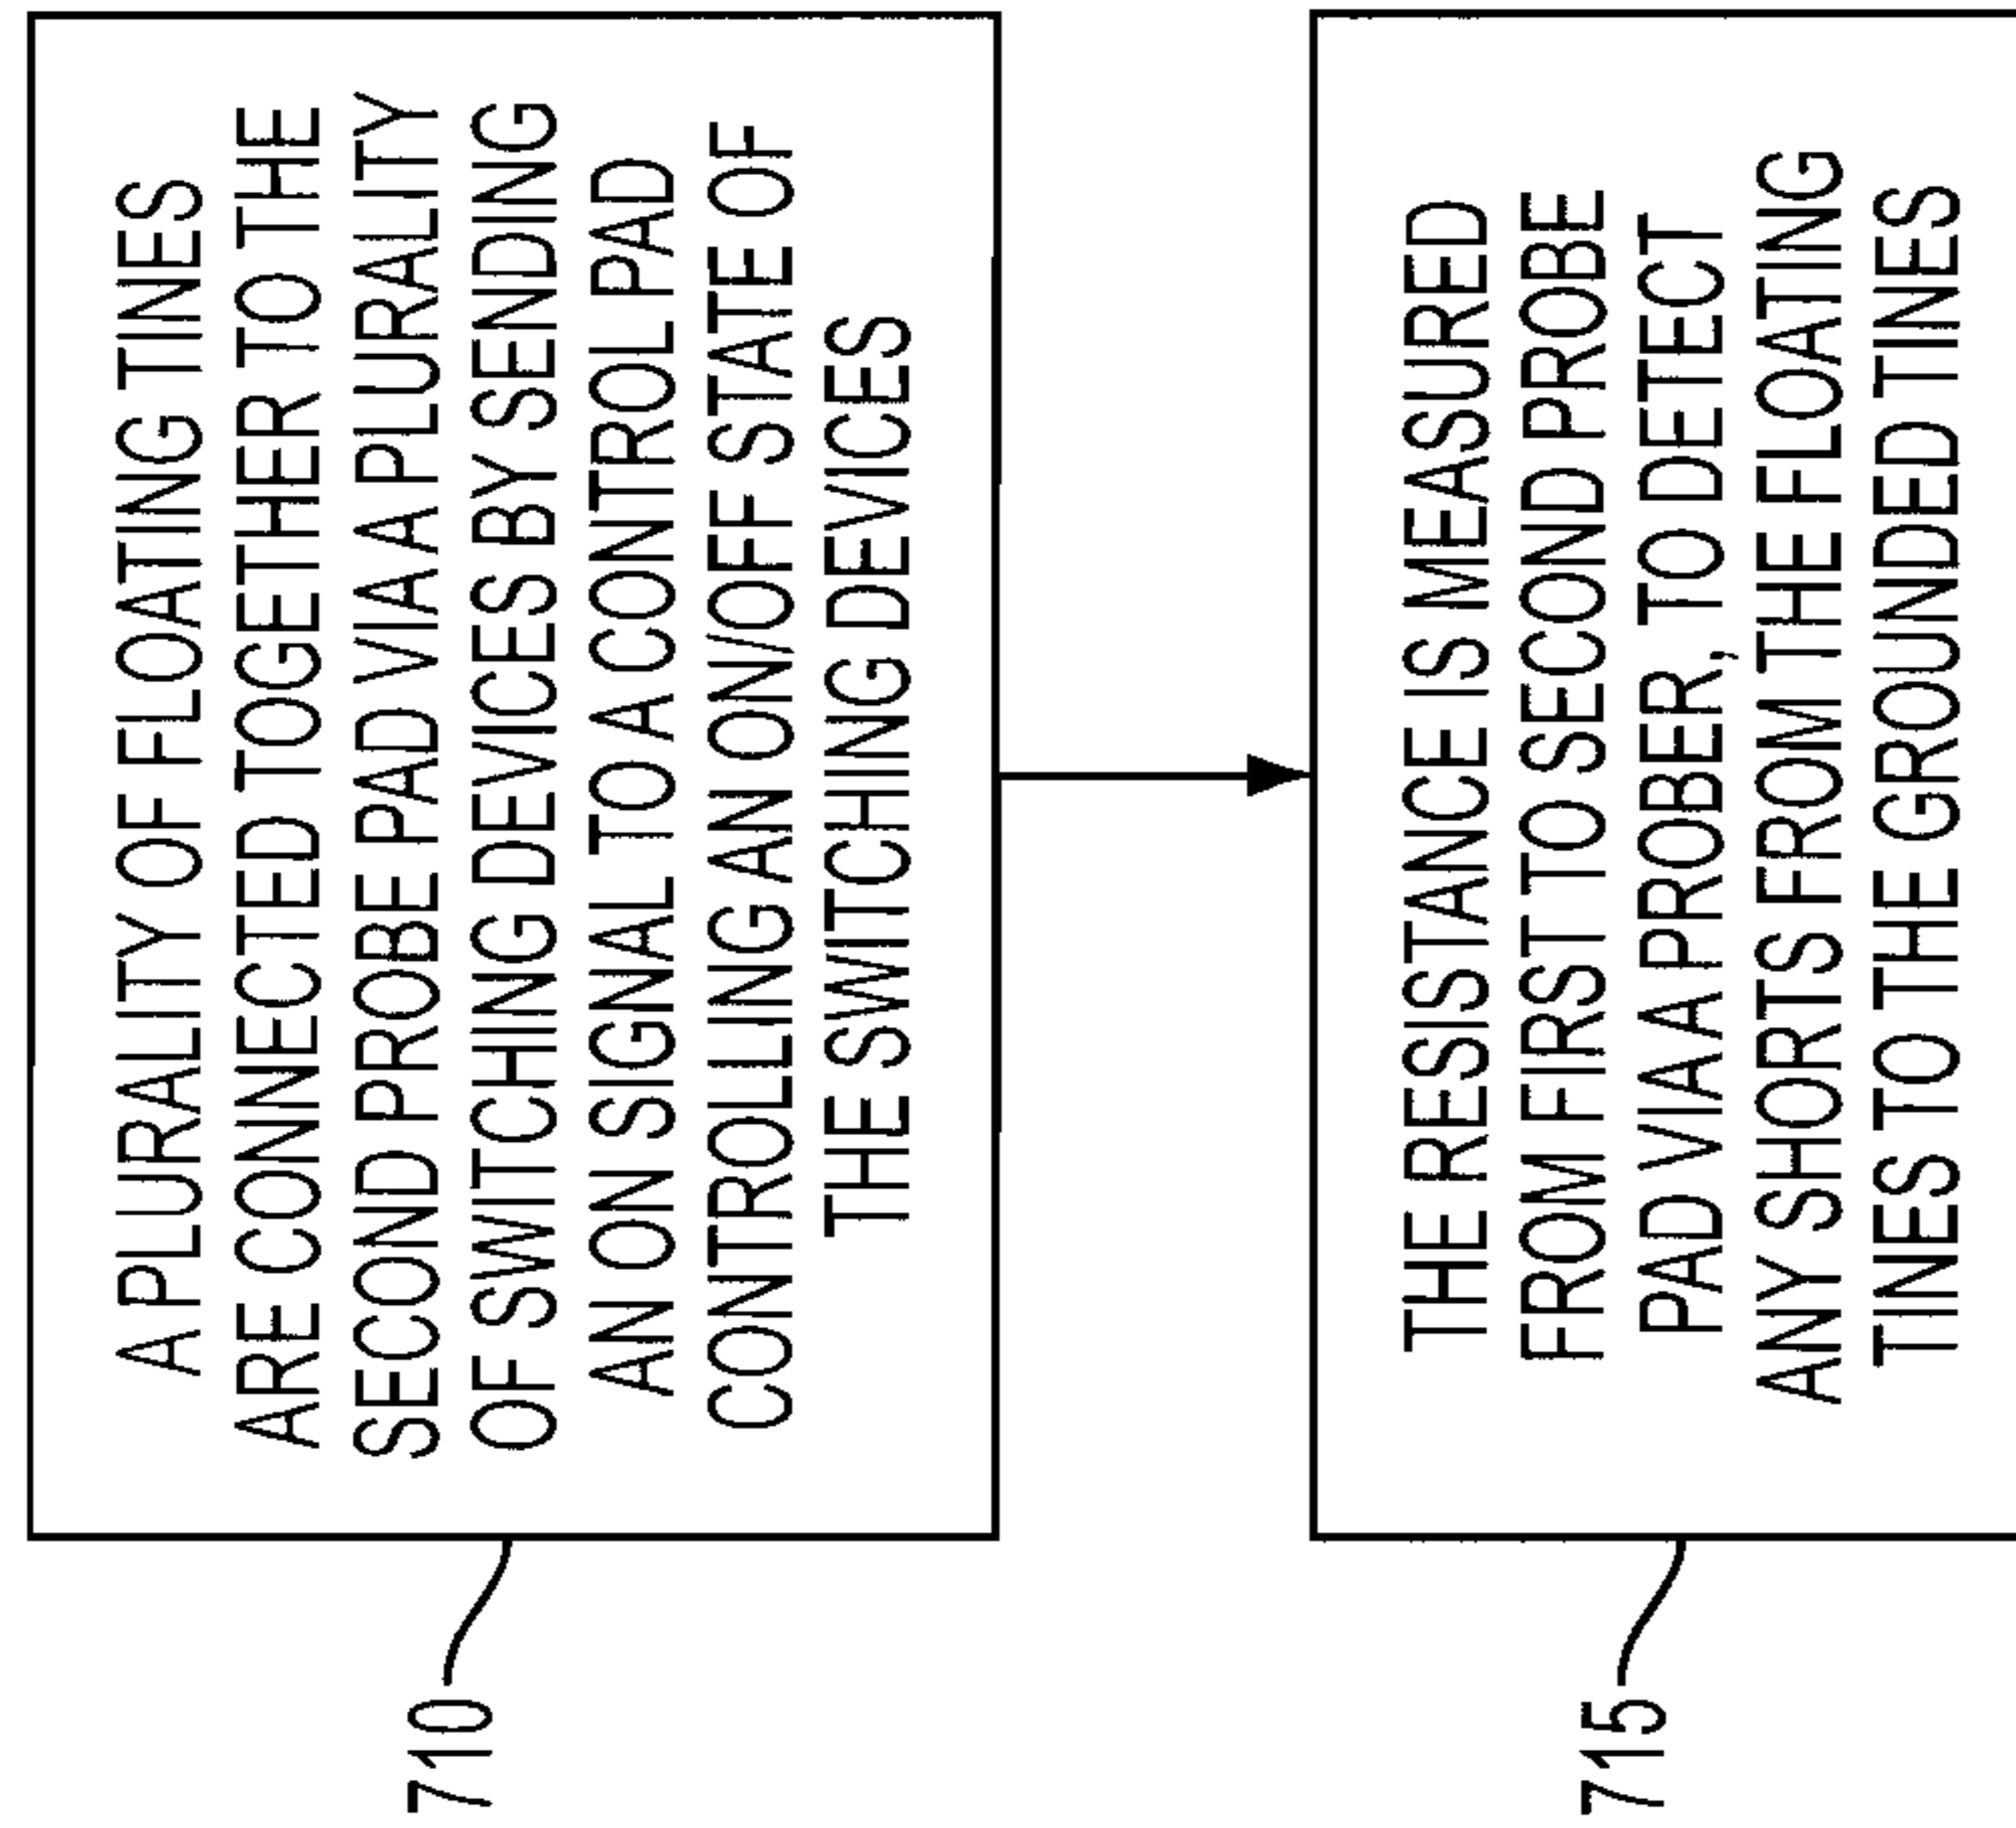 A PLURALITY OF FLOATING TINES
ARE CONNECTED TOGETHER TO THE
SECOND PROBE PAD VIA A PLURALITY
OF SWITCHING DEVICES BY SENDING
AN ON SIGNAL TO A CONTROL PAD
CONTROLLING AN ON/OFF STATE OF
THE SWITCHING DEVICES
710
THE RESISTANCE IS MEASURED
FROM FIRST TO SECOND PROBE
PAD VIA A PROBER, TO DETECT
ANY SHORTS FROM THE FLOATING
TINES TO THE GROUNDED TINES
715